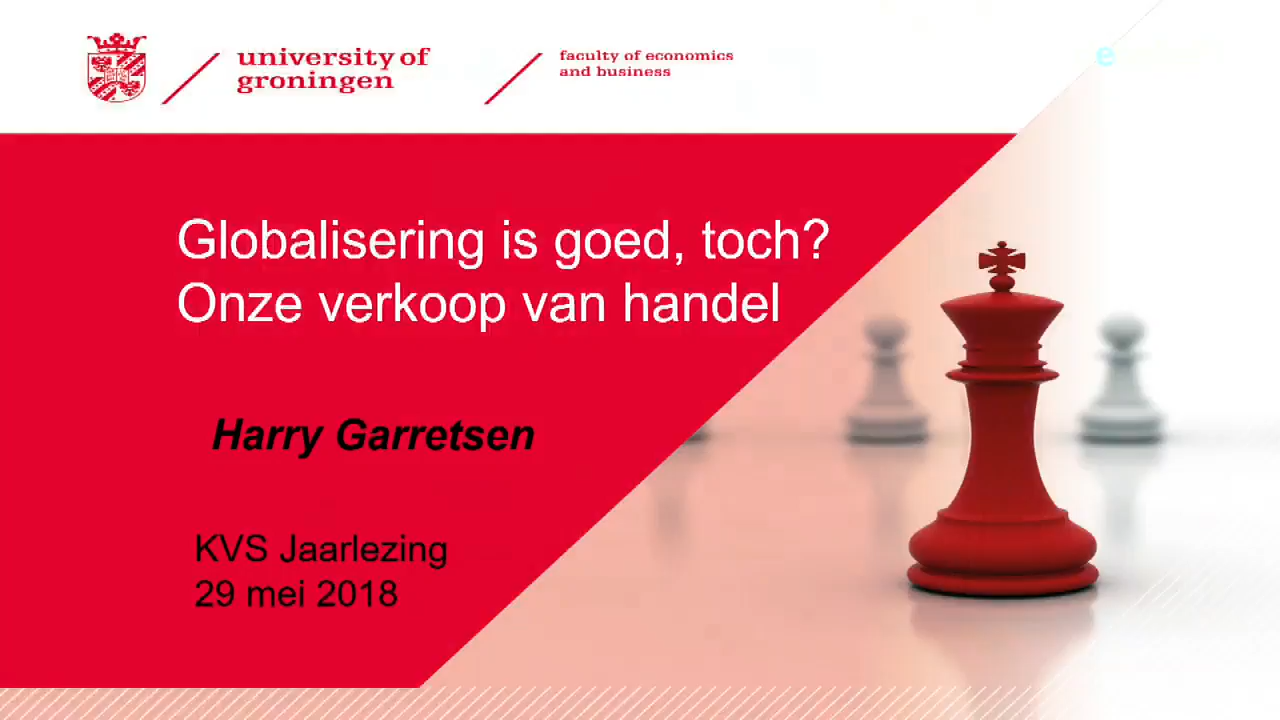 university of
groningen
faculty of economics
and business
Globalisering is goed, toch?
Onze verkoop van handel
Harry Garretsen
KVS Jaarlezing
29 mei 2018